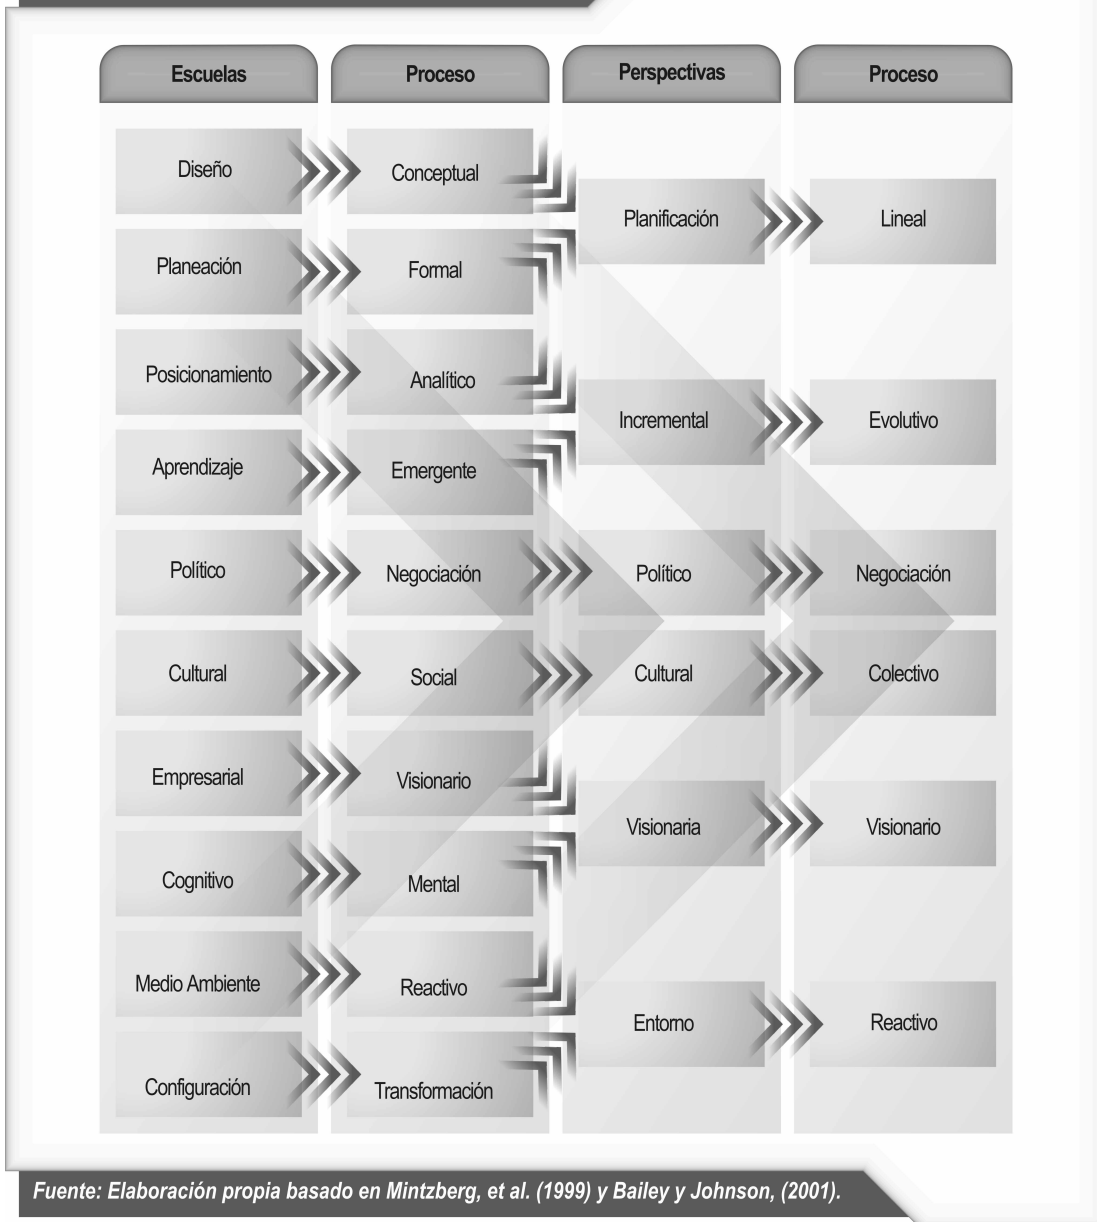 Escuelas
Proceso
Perspectivas
Proceso
Diseño
Conceptual
Planificación
Lineal
Planeación
Formal
Posicionamiento
Analítico
Incremental
Evolutivo
Aprendizaje
Emergente
Político
Negociación
Político
Negociación
Cultural
Social
Cultural
Colectivo
Empresarial
Visionario
Visionaria
Visionario
Cognitivo
Mental
Medio Ambiente
Reactivo
Entorno
Reactivo
Configuración
Transformación
Fuente: Elaboración propia basado en Mintzberg, et al. (1999) y Bailey y Johnson, (2001).